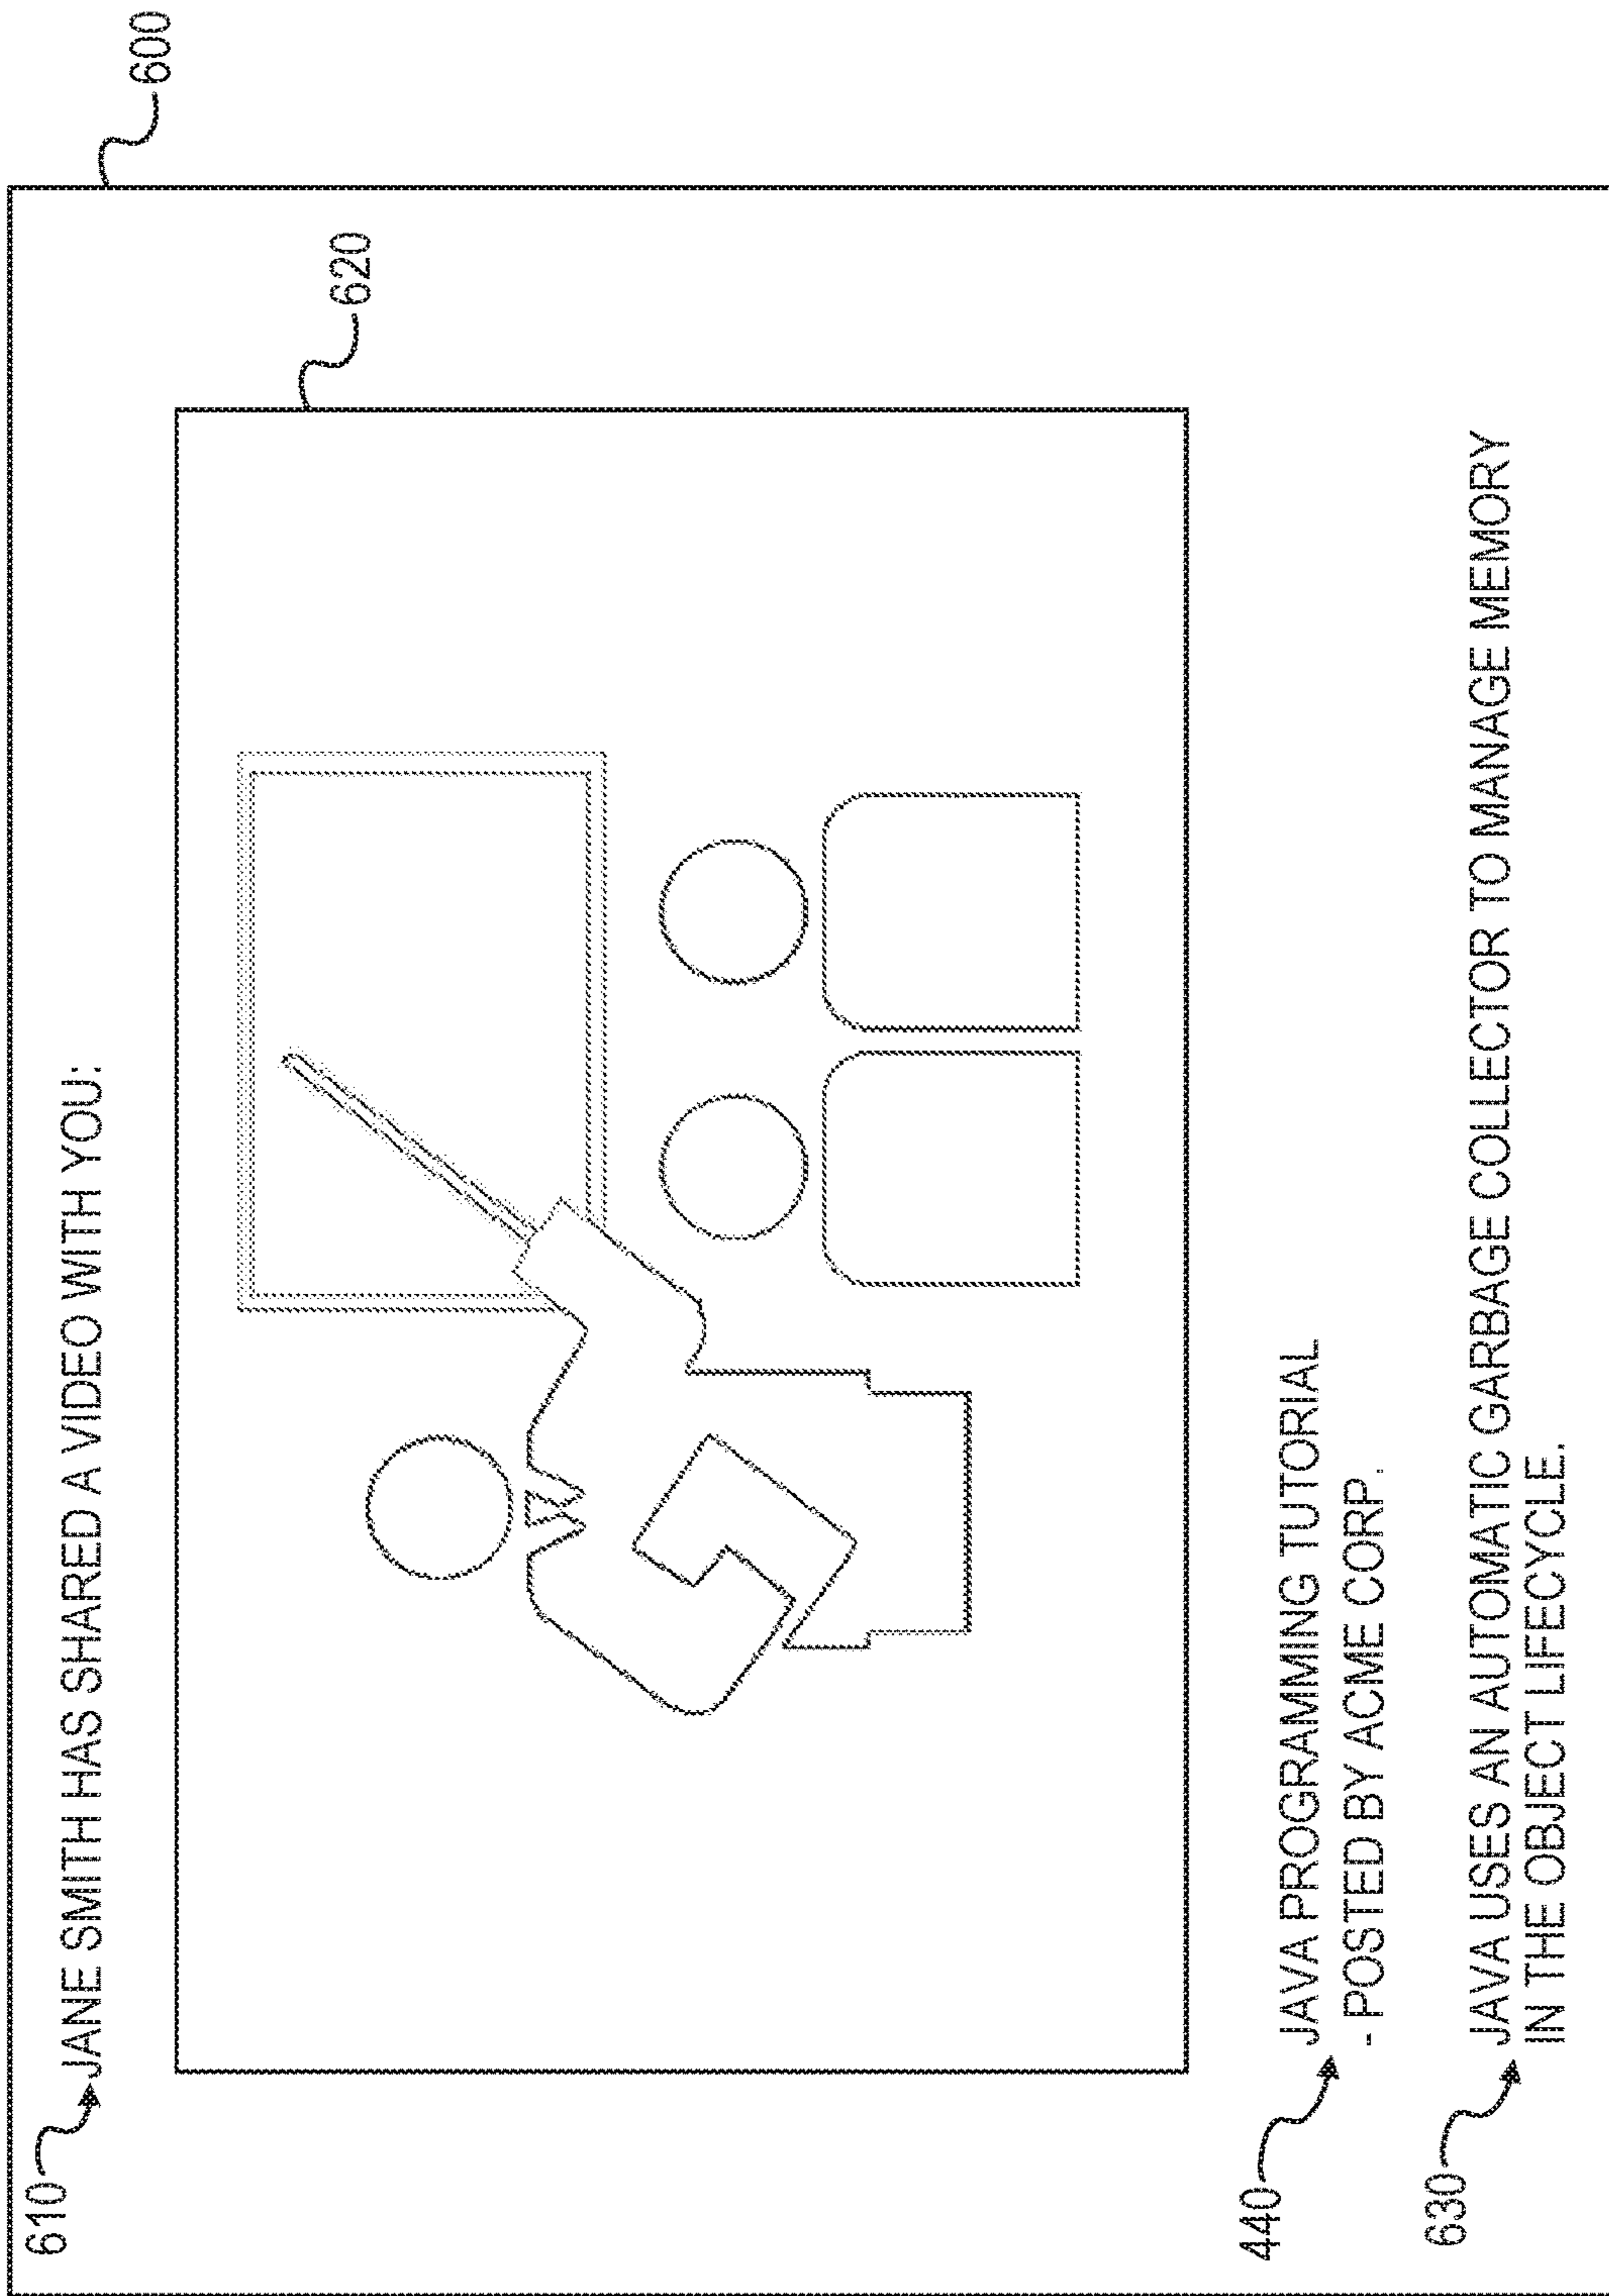 600
610
JANE SMITH HAS SHARED A VIDEO WITH YOU:
620
440
JAVA PROGRAMMING TUTORIAL
- POSTED BY ACME CORP.
630
JAVA USES AN AUTOMATIC GARBAGE COLLECTOR TO MANAGE MEMORY
IN THE OBJECT LIFECYCLE.